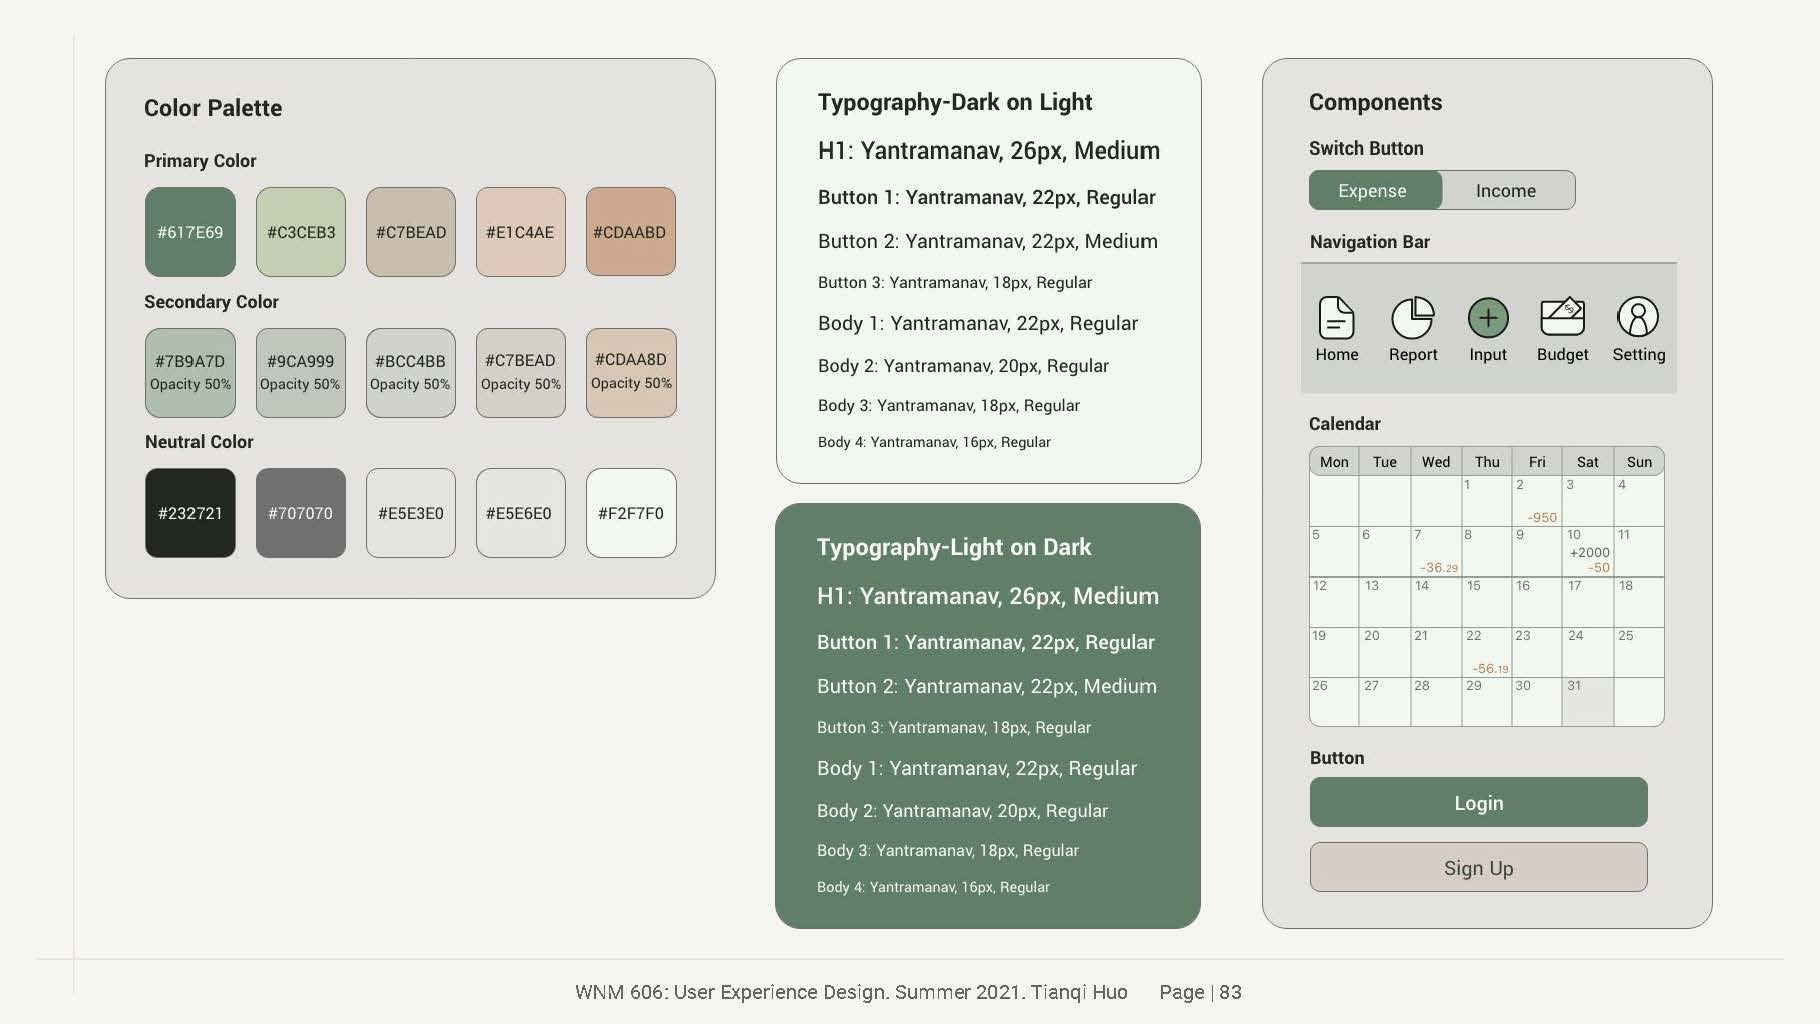 Color Palette
Primary Color
#617E69 #C3CEB3 #C7BEAD #E1C4AE #CDAABD
Secondary Color
#7B9A7D #9CA999 #BCC4BB #C7BEAD #CDAA8D
Opacity 50% Opacity 50% Opacity 50% Opacity 50% Opacity 50%
Neutral Color
#232721 #707070 #E5E3E0 #E5E6E0 #F2F7F0
Typography-Dark on Light
H1: Yantramanav, 26px, Medium
Button 1: Yantramanav, 22px, Regular
Button 2: Yantramanav, 22px, Medium
Button 3: Yantramanav, 18px, Regular
Body 1: Yantramanav, 22px, Regular
Body 2: Yantramanav, 20px, Regular
Body 3: Yantramanav, 18px, Regular
Body 4: Yantramanav, 16px, Regular
Typography-Light on Dark
H1: Yantramanav, 26px, Medium
Button 1: Yantramanav, 22px, Regular
Button 2: Yantramanav, 22px, Medium
Button 3: Yantramanav, 18px, Regular
Body 1: Yantramanav, 22px, Regular
Body 2: Yantramanav, 20px, Regular
Body 3: Yantramanav, 18px, Regular
Body 4: Yantramanav, 16px, Regular
Components
Switch Button
Expense Income
Navigation Bar
Home Report Input Budget Setting
Calendar
Mon Tue Wed Thu Fri Sat Sun
1 2 3 4
-950
5 6 7 8 9 10 11
+2000
-36.29 -50
12 13 14 15 16 17 18
19 20 21 22 23 24 25
-56.19
26 27 28 29 30 31
Button
Login
Sign Up
WNM 606: User Experience Design. Summer 2021. Tianqi Huo Page | 83